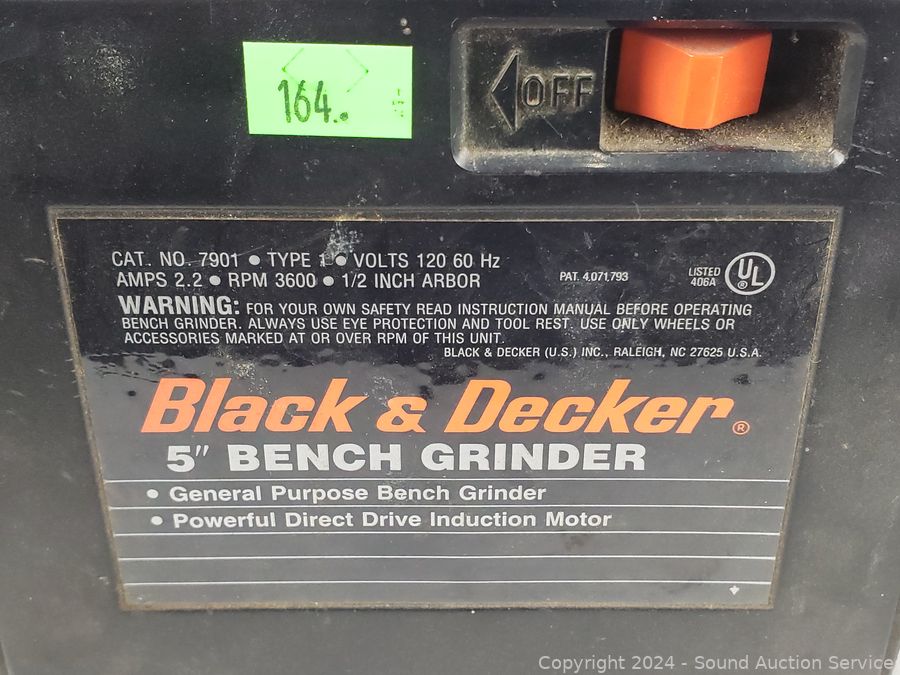 164..
OFF
CAT. NO. 7901 • TYPE 1 • VOLTS 120 60 Hz
AMPS 2.2 • RPM 3600 • 1/2 INCH ARBOR
PAT. 4,071,793
LISTED
406A
UL
®
WARNING: FOR YOUR OWN SAFETY READ INSTRUCTION MANUAL BEFORE OPERATING
BENCH GRINDER. ALWAYS USE EYE PROTECTION AND TOOL REST. USE ONLY WHEELS OR
ACCESSORIES MARKED AT OR OVER RPM OF THIS UNIT.
BLACK & DECKER (U.S.) INC., RALEIGH, NC 27625 U.S.A.
Black & Decker®
5" BENCH GRINDER
• General Purpose Bench Grinder
• Powerful Direct Drive Induction Motor
Copyright 2024 - Sound Auction Service